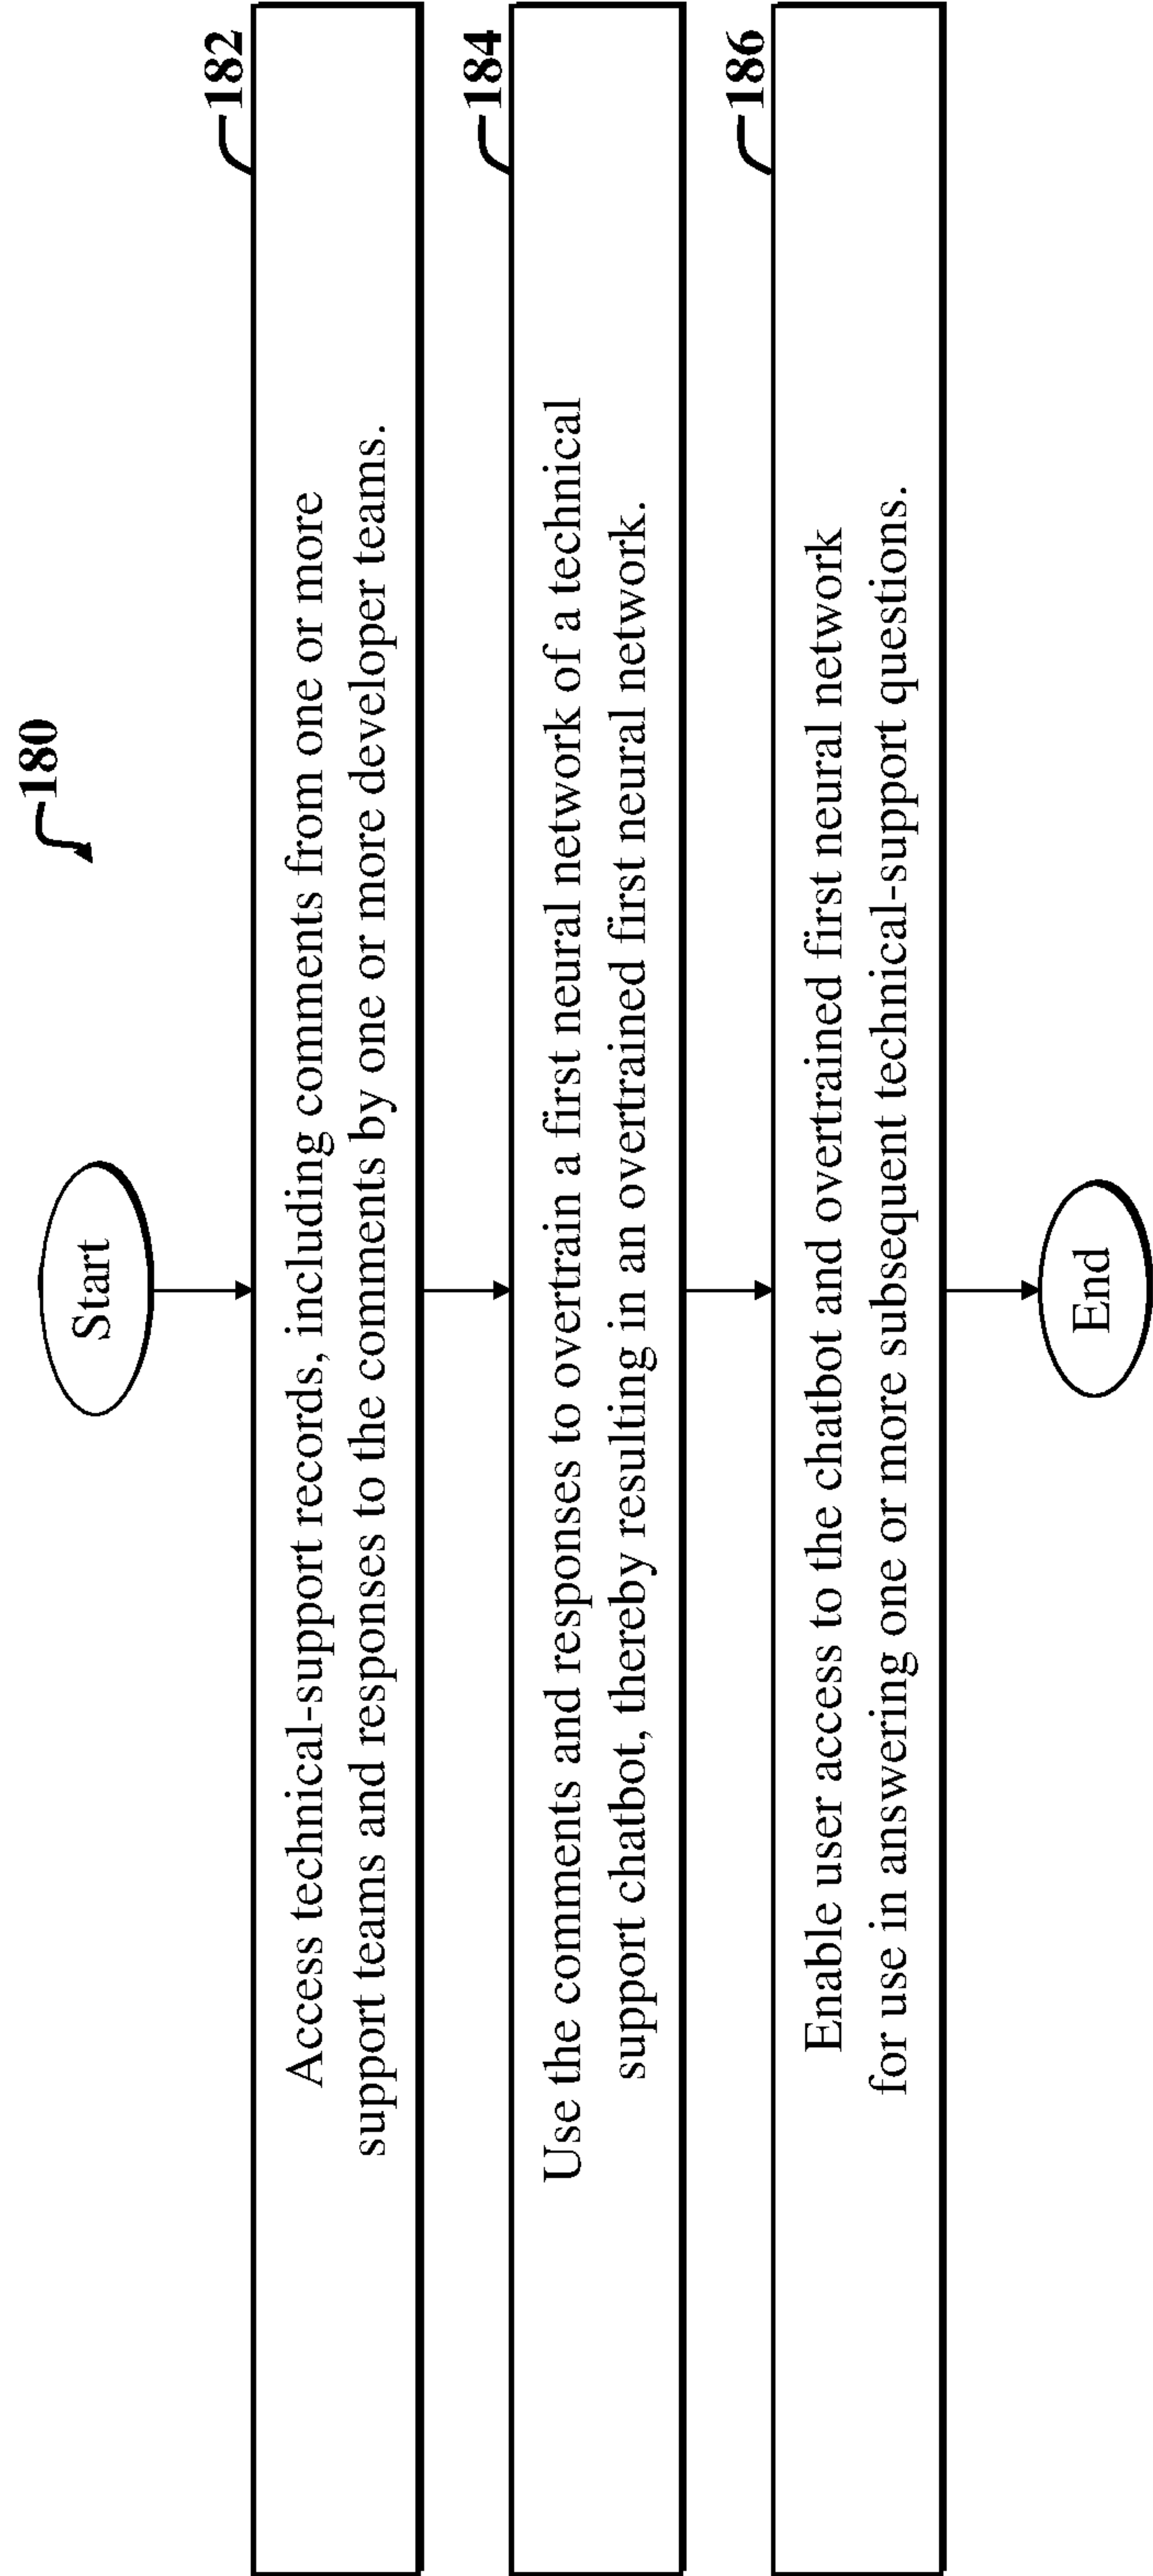 180
Start
182
Access technical-support records, including comments from one or more
support teams and responses to the comments by one or more developer teams.
184
Use the comments and responses to overtrain a first neural network of a technical
support chatbot, thereby resulting in an overtrained first neural network.
186
Enable user access to the chatbot and overtrained first neural network
for use in answering one or more subsequent technical-support questions.
End